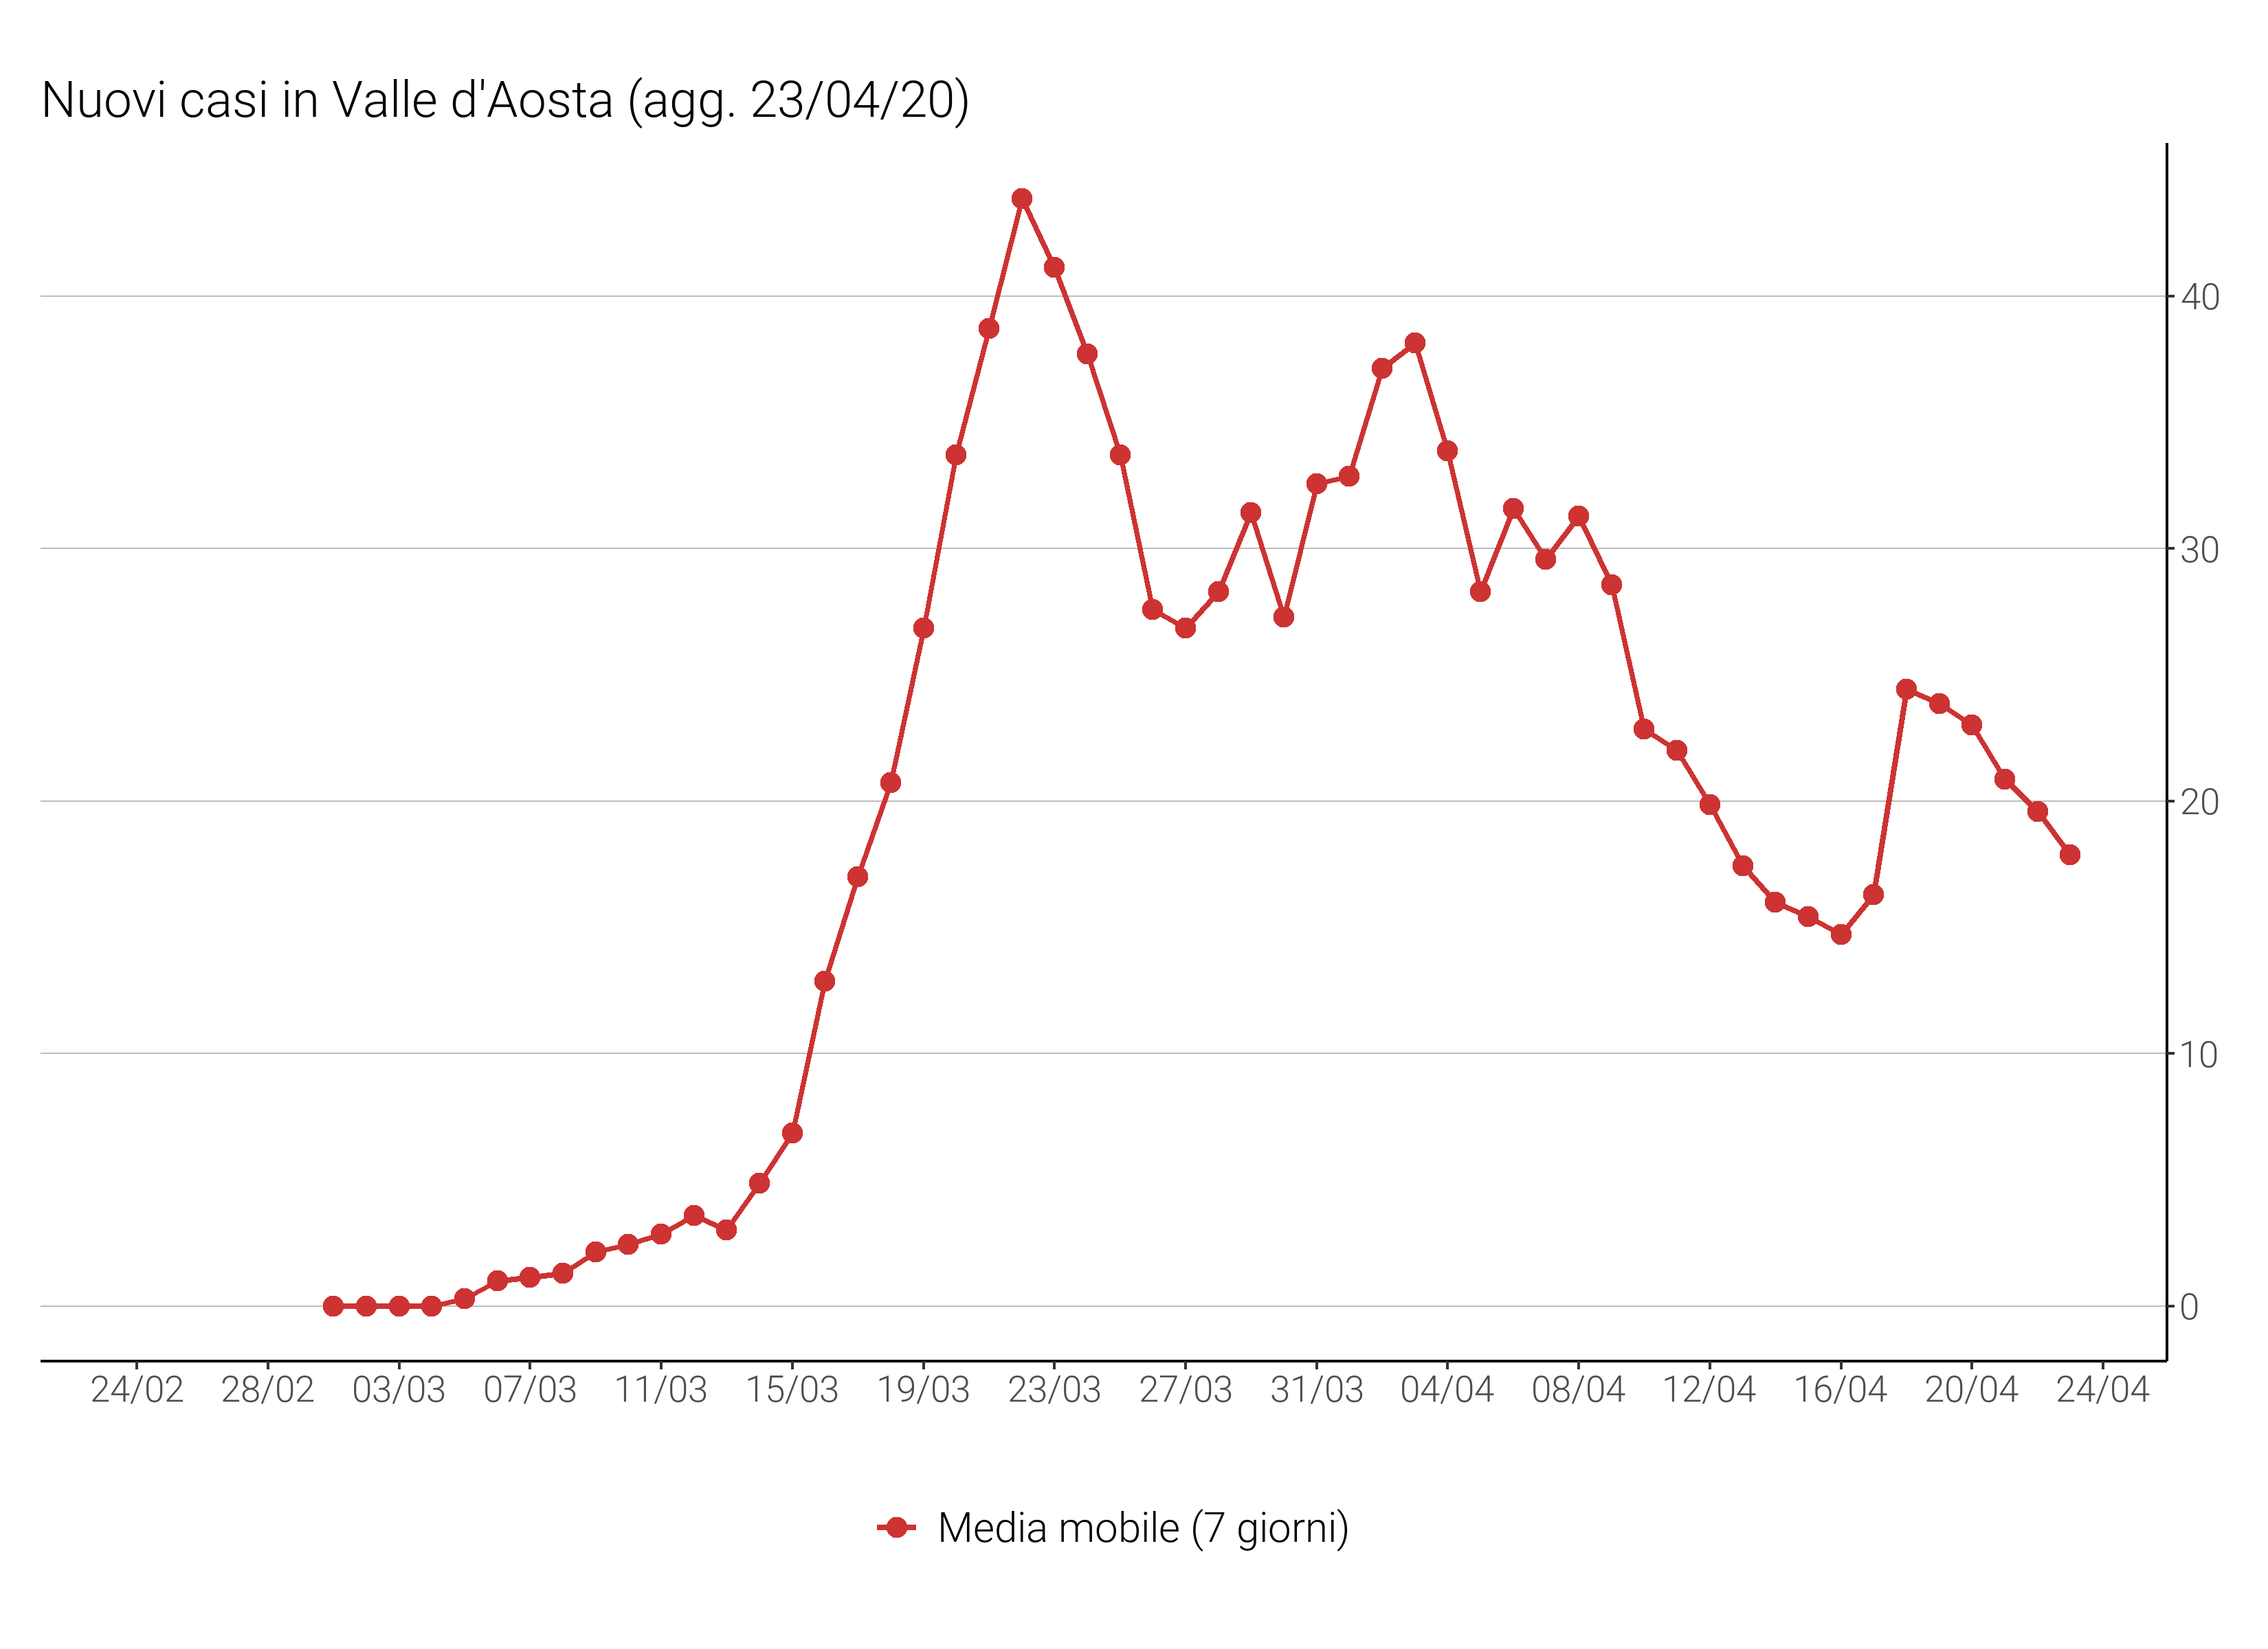 Nuovi casi in Valle d'Aosta (agg. 23/04/20)
40
30
20
10
0
24/02 28/02 03/03 07/03 11/03 15/03 19/03 23/03 27/03 31/03 04/04 08/04 12/04 16/04 20/04 24/04
Media mobile (7 giorni)